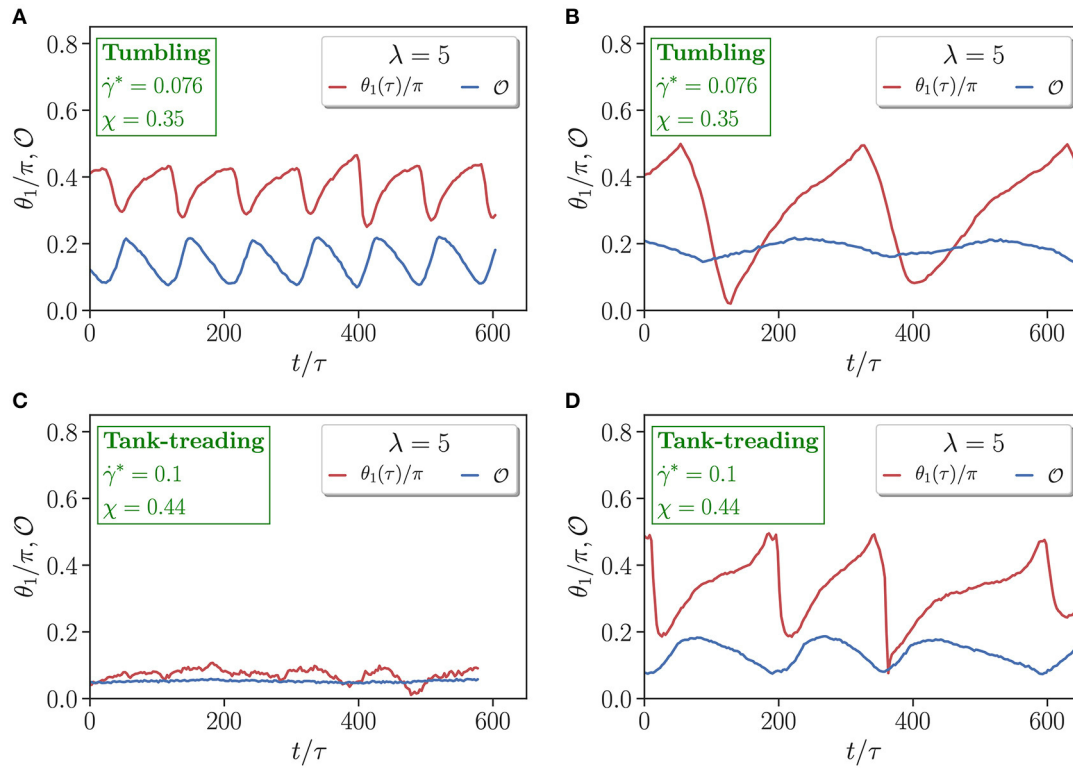 A
Tumbling
γ̇* = 0.076
χ = 0.35
λ = 5
θ₁(τ)/π 𝒪
θ₁/π, 𝒪
0.8
0.6
0.4
0.2
0.0
0 200 400 600
t/τ
B
Tumbling
γ̇* = 0.076
χ = 0.35
λ = 5
θ₁(τ)/π 𝒪
θ₁/π, 𝒪
0.8
0.6
0.4
0.2
0.0
0 200 400 600
t/τ
C
Tank-treading
γ̇* = 0.1
χ = 0.44
λ = 5
θ₁(τ)/π 𝒪
θ₁/π, 𝒪
0.8
0.6
0.4
0.2
0.0
0 200 400 600
t/τ
D
Tank-treading
γ̇* = 0.1
χ = 0.44
λ = 5
θ₁(τ)/π 𝒪
θ₁/π, 𝒪
0.8
0.6
0.4
0.2
0.0
0 200 400 600
t/τ